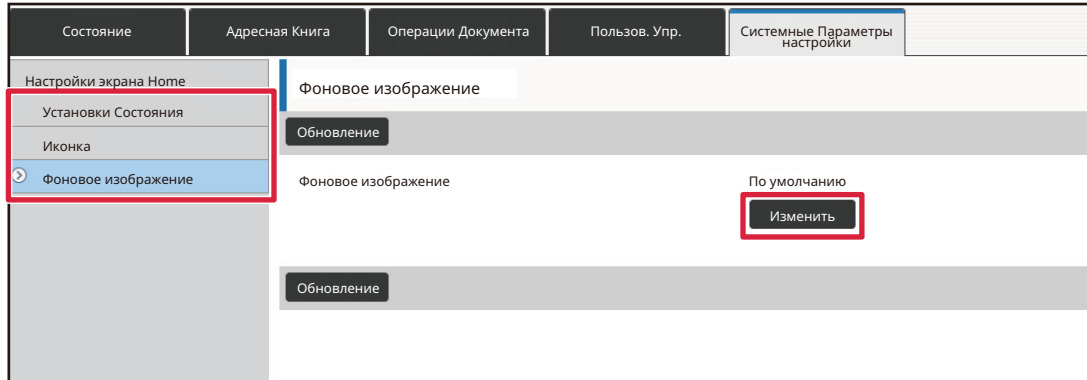 Состояние
Адресная Книга
Операции Документа
Пользов. Упр.
Системные Параметры
настройки
Настройки экрана Home
Установки Состояния
Иконка
Фоновое изображение
Фоновое изображение
Обновление
Фоновое изображение
По умолчанию
Изменить
Обновление